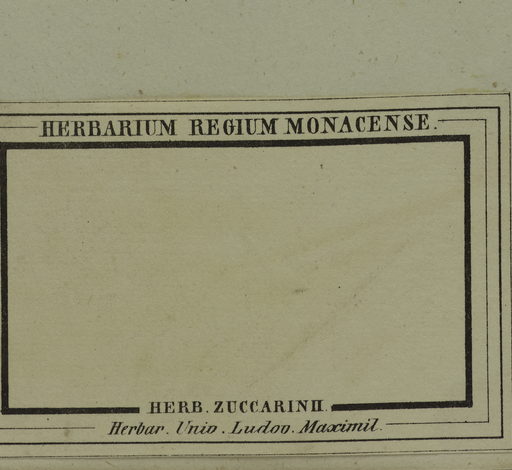 HERBARIUM REGIUM MONACENSE.
HERB. ZUCCARINII.
Herbar. Univ. Ludov. Maximil.